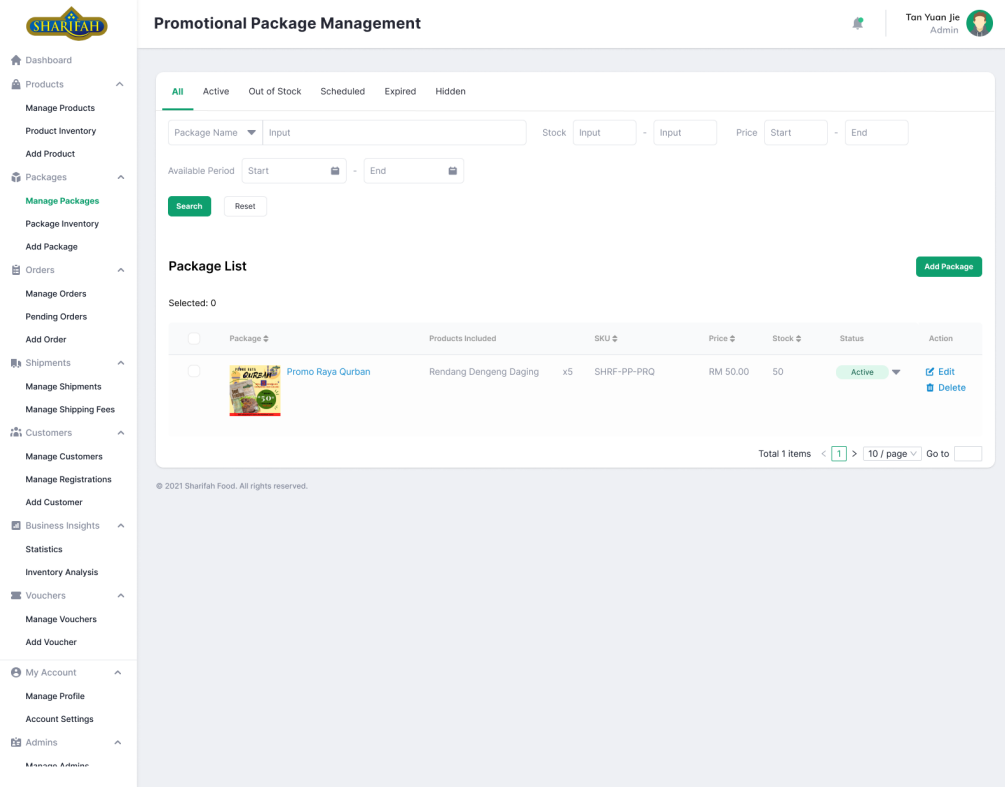 SHARIFAH
Promotional Package Management
Tan Yuan Jie
Admin
Dashboard
Products
Manage Products
Product Inventory
Add Product
Packages
Manage Packages
Package Inventory
Add Package
Orders
Manage Orders
Pending Orders
Add Order
Shipments
Manage Shipments
Manage Shipping Fees
Customers
Manage Customers
Manage Registrations
Add Customer
Business Insights
Statistics
Inventory Analysis
Vouchers
Manage Vouchers
Add Voucher
My Account
Manage Profile
Account Settings
Admins
Manage Admins
All Active Out of Stock Scheduled Expired Hidden
Package Name Input Stock Input - Input Price Start - End
Available Period Start - End
Search Reset
Package List Add Package
Selected: 0
Package Products Included SKU Price Stock Status Action
Promo Raya Qurban Rendang Dengeng Daging x5 SHRF-PP-PRQ RM 50.00 50 Active Edit
Delete
PROMO RAYA
QURBAN
Total 1 items < 1 > 10 / page Go to
© 2021 Sharifah Food. All rights reserved.